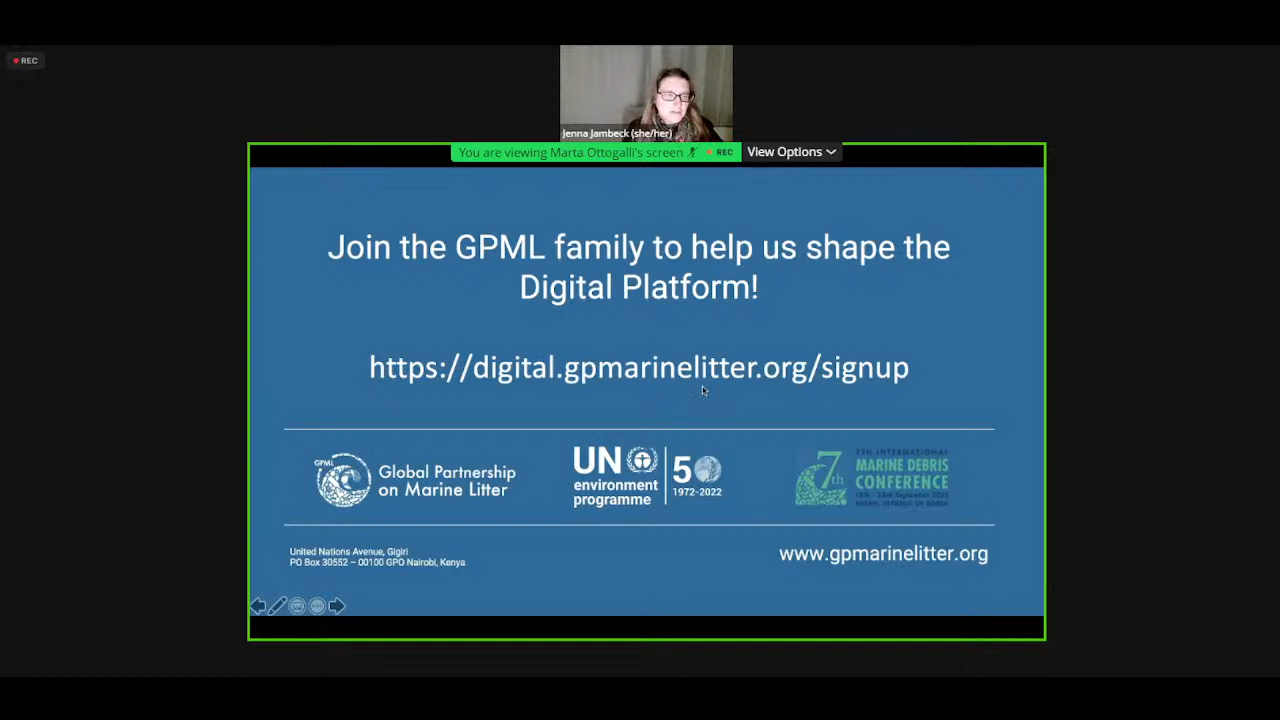 REC
Jenna Jambeck (she/her)
You are viewing Marta Ottogalli's screen
REC
View Options
Join the GPML family to help us shape the
Digital Platform!
https://digital.gpmarinelitter.org/signup
GPML
Global Partnership
on Marine Litter
UN
environment
programme
50
1972-2022
7th
7TH INTERNATIONAL
MARINE DEBRIS
CONFERENCE
United Nations Avenue, Gigiri
PO Box 30552 – 00100 GPO Nairobi, Kenya
www.gpmarinelitter.org